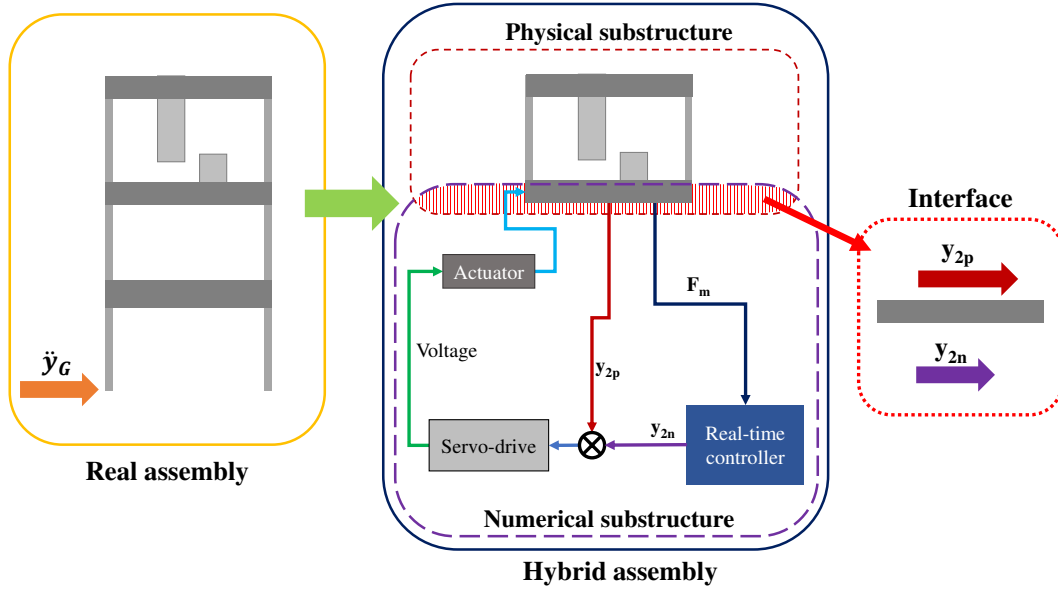 Physical substructure
Interface
y₂ₚ
Actuator
Fₘ
Voltage
ÿ_G
y₂ₚ
y₂ₙ
y₂ₙ
Servo-drive
Real-time
controller
Real assembly
Numerical substructure
Hybrid assembly